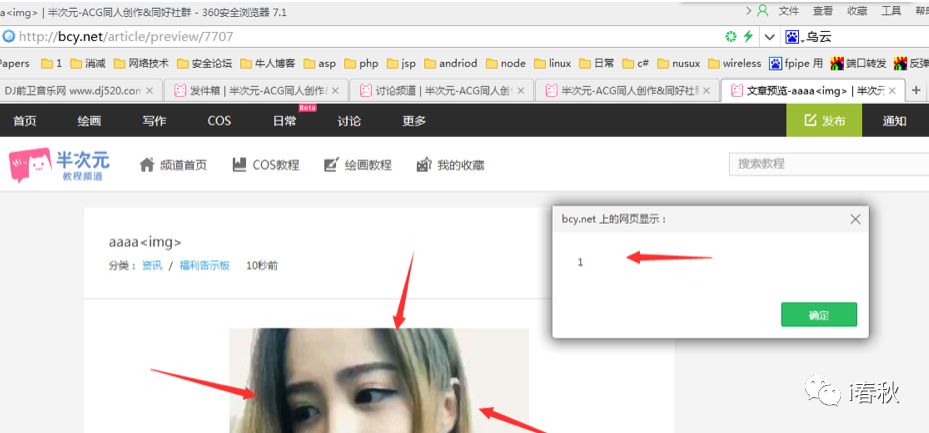 a<img> | 半次元-ACG同人创作&同好社群 - 360安全浏览器 7.1
文件 查看 收藏 工具
http://bcy.net/article/preview/7707
乌云
Papers 1 消减 网络技术 安全论坛 牛人博客 asp php jsp andriod node linux 日常 c# nusux wireless fpipe 用 端口转发 反弹
DJ前卫音乐网 www.dj520.com 发件箱 | 半次元-ACG同人创作& 讨论频道 | 半次元-ACG同人创 半次元-ACG同人创作&同好社群 文章预览-aaaa<img> | 半次元
首页 绘画 写作 COS 日常 Beta 讨论 更多 发布 通知
半次元
教程频道
频道首页 COS教程 绘画教程 我的收藏 搜索教程
bcy.net 上的网页显示：
aaaa<img>
分类： 资讯 / 福利告示板 10秒前
1
确定
i春秋